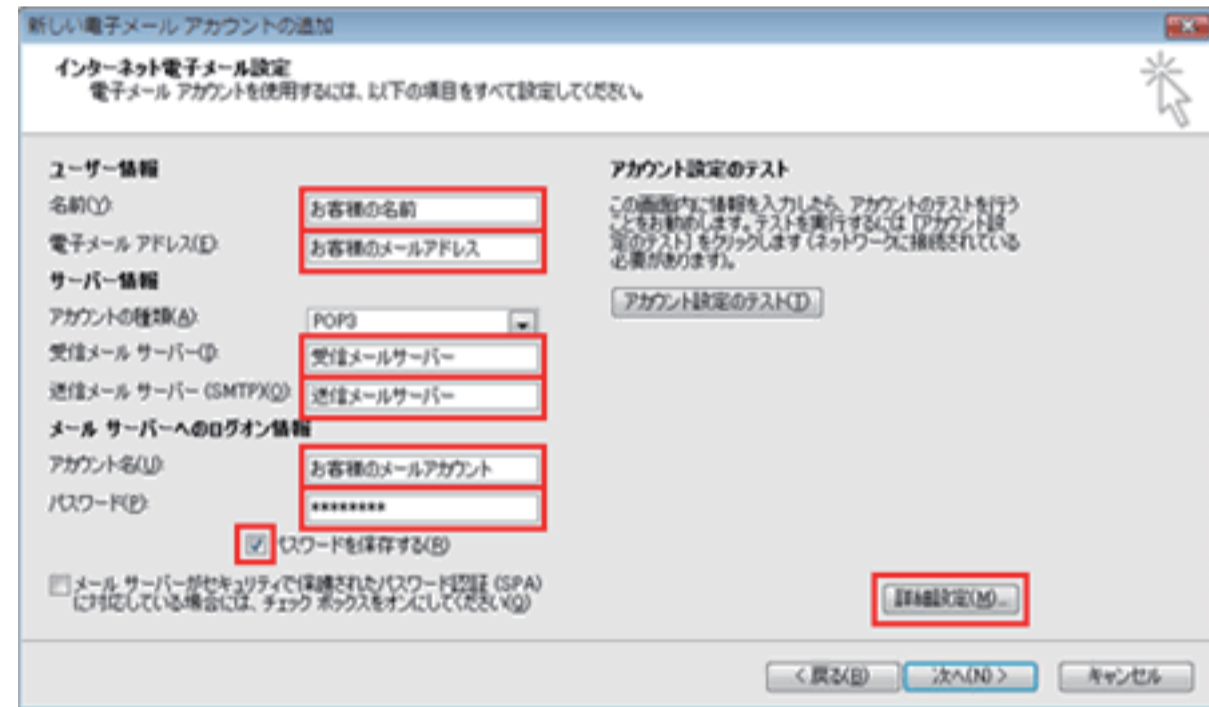 新しい電子メール アカウントの追加
インターネット電子メール設定
電子メール アカウントを使用するには、以下の項目をすべて設定してください。
ユーザー情報
名前(Y):
お客様の名前
電子メール アドレス(E):
お客様のメールアドレス
サーバー情報
アカウントの種類(A):
POP3
受信メール サーバー(I):
受信メールサーバー
送信メール サーバー (SMTP)(O):
送信メールサーバー
メール サーバーへのログオン情報
アカウント名(U):
お客様のメールアカウント
パスワード(P):
********
パスワードを保存する(R)
メール サーバーがセキュリティで保護されたパスワード認証 (SPA)
に対応している場合には、チェック ボックスをオンにしてください(Q)
アカウント設定のテスト
この画面内に情報を入力したら、アカウントのテストを行う
ことをお勧めします。テストを実行するには [アカウント設
定のテスト] をクリックします (ネットワークに接続されている
必要があります)。
アカウント設定のテスト(T)
詳細設定(M)...
< 戻る(B)
次へ(N) >
キャンセル